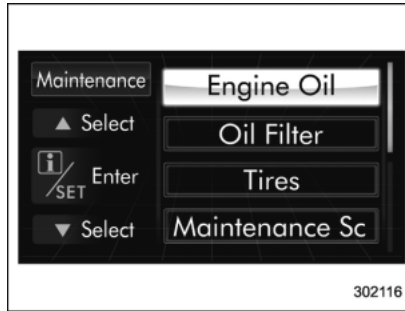 Maintenance
▲ Select
i/SET Enter
▼ Select
Engine Oil
Oil Filter
Tires
Maintenance Sc
302116